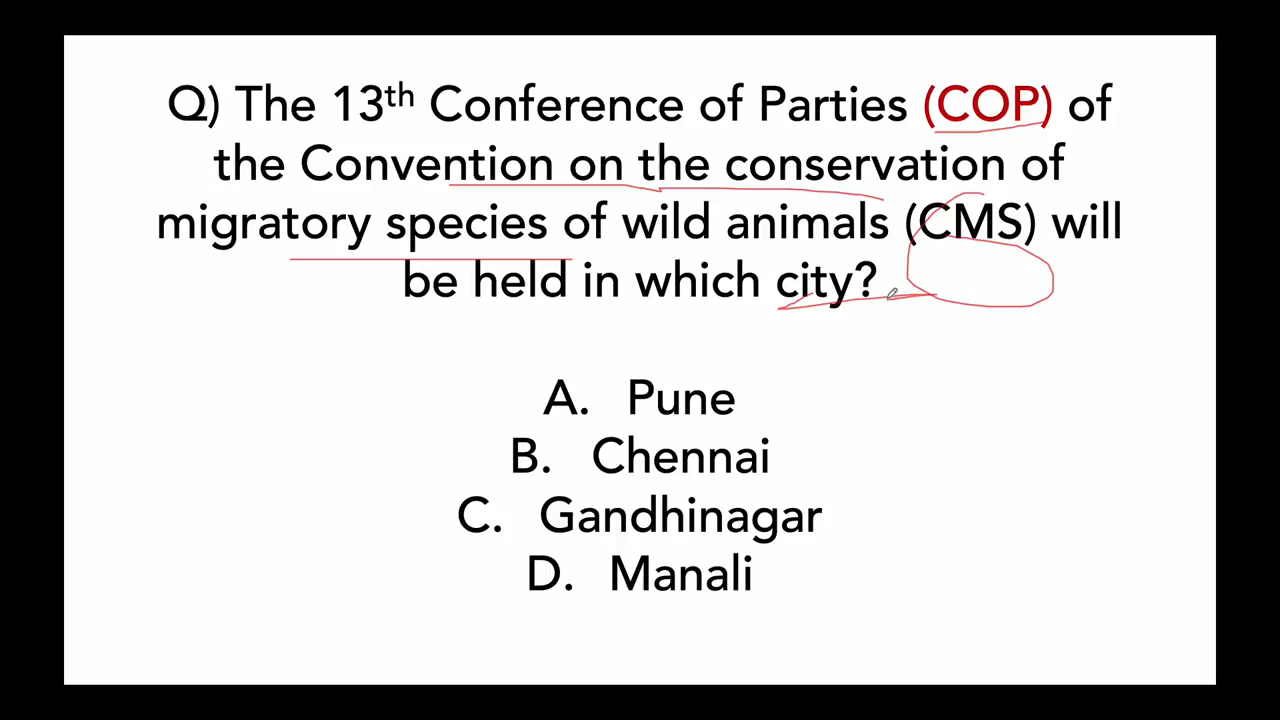 Q) The 13th Conference of Parties (COP) of
the Convention on the conservation of
migratory species of wild animals (CMS) will
be held in which city?
A. Pune
B. Chennai
C. Gandhinagar
D. Manali